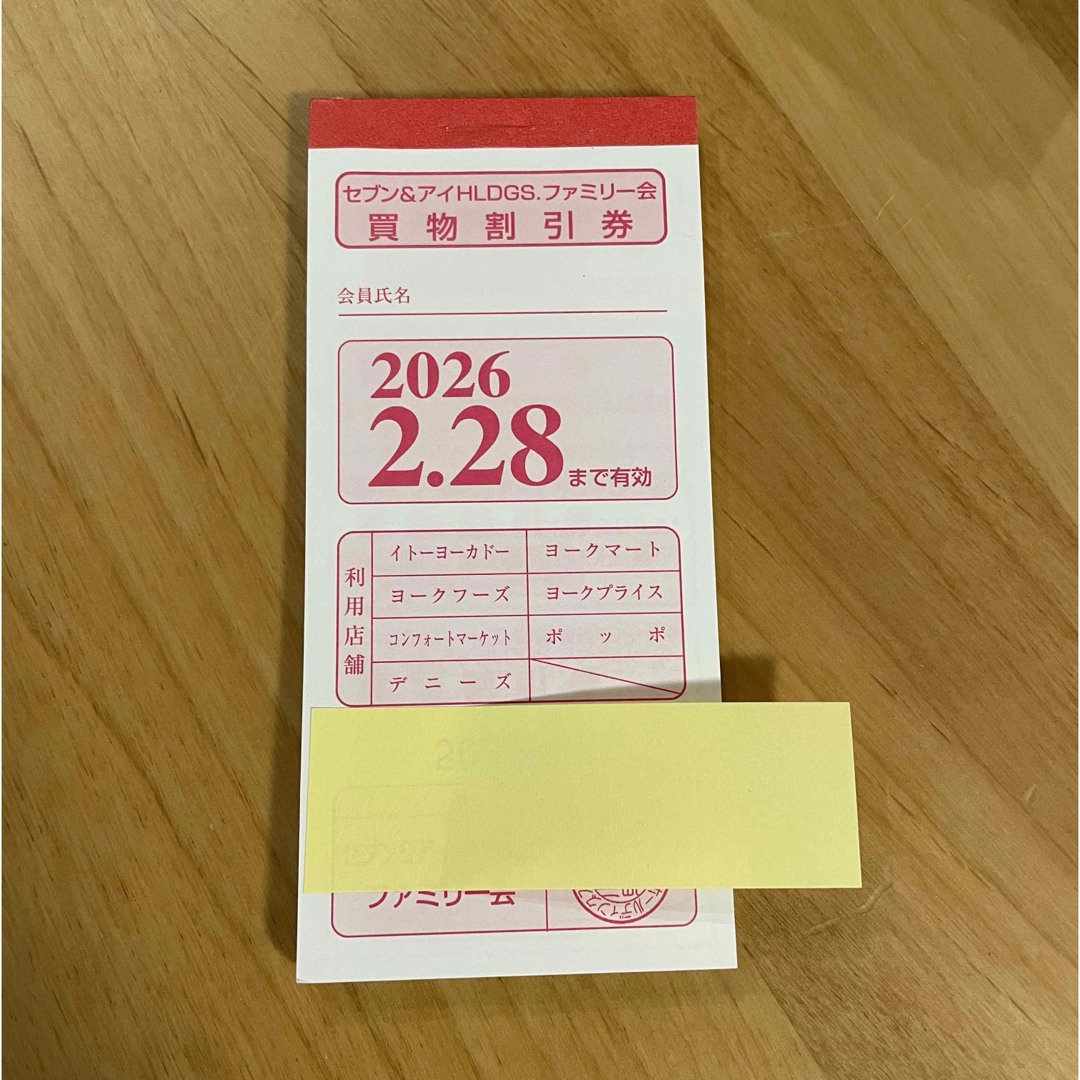 セブン&アイHLDGS.ファミリー会
買物割引券
会員氏名
2026
2.28まで有効
利用店舗
イトーヨーカドー ヨークマート
ヨークフーズ ヨークプライス
コンフォートマーケット ポッポ
デニーズ
ファミリー会